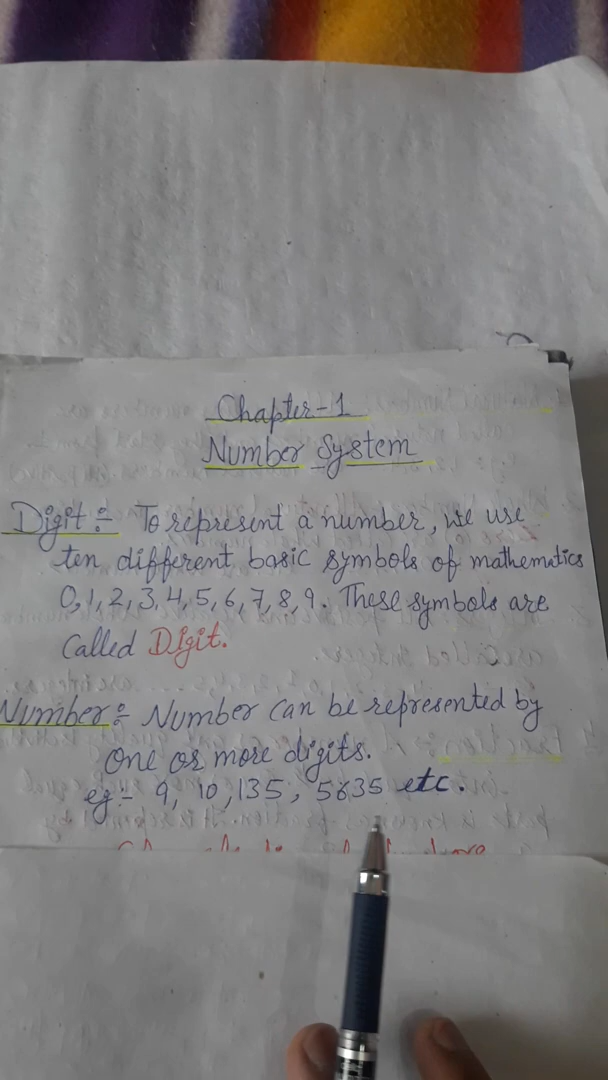 Chapter-1
Number System
Digit:- To represent a number, we use
ten different basic symbols of mathematics
0,1,2,3,4,5,6,7,8,9. These symbols are
Called Digit.
Number:- Number can be represented by
one or more digits.
eg:- 9, 10, 135, 5635 etc.